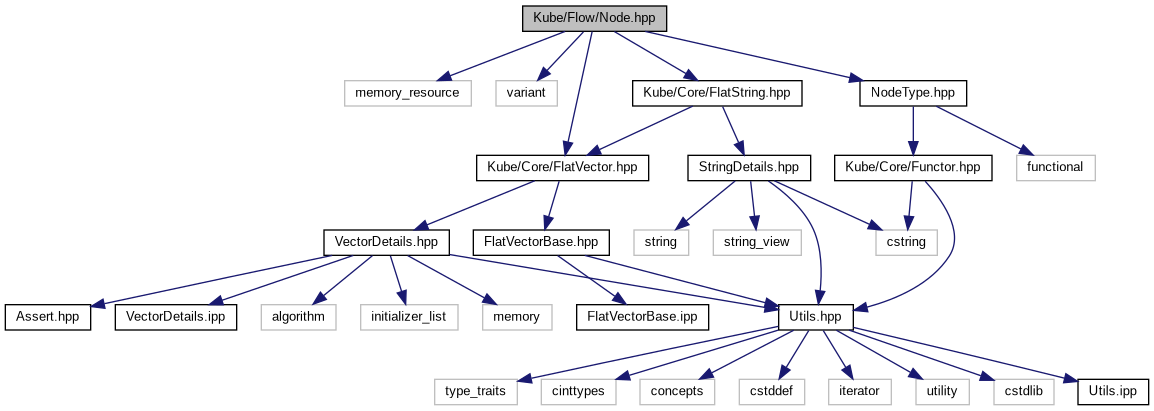 Kube/Flow/Node.hpp
memory_resource
variant
Kube/Core/FlatString.hpp
NodeType.hpp
Kube/Core/FlatVector.hpp
StringDetails.hpp
Kube/Core/Functor.hpp
functional
VectorDetails.hpp
FlatVectorBase.hpp
string
string_view
cstring
Assert.hpp
VectorDetails.ipp
algorithm
initializer_list
memory
FlatVectorBase.ipp
Utils.hpp
type_traits
cinttypes
concepts
cstddef
iterator
utility
cstdlib
Utils.ipp